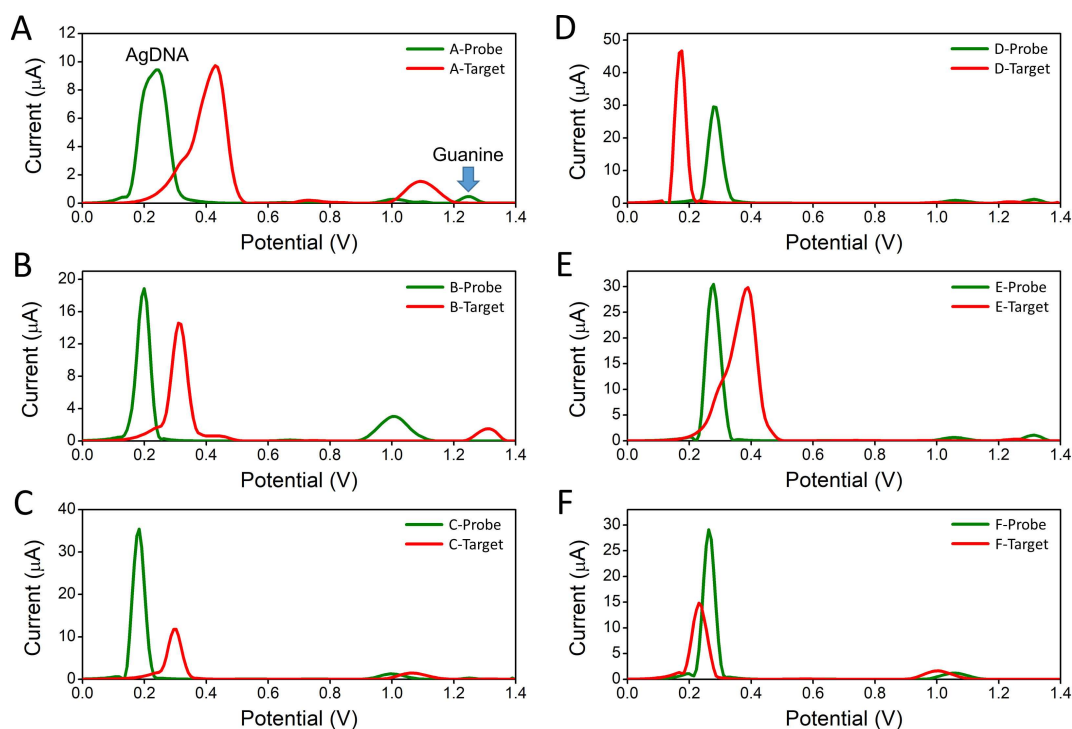 A
12
10
8
6
4
2
0
Current (μA)
AgDNA
A-Probe
A-Target
Guanine
0.0 0.2 0.4 0.6 0.8 1.0 1.2 1.4
Potential (V)
B
20
16
12
8
4
0
Current (μA)
B-Probe
B-Target
0.0 0.2 0.4 0.6 0.8 1.0 1.2 1.4
Potential (V)
C
40
30
20
10
0
Current (μA)
C-Probe
C-Target
0.0 0.2 0.4 0.6 0.8 1.0 1.2 1.4
Potential (V)
D
50
40
30
20
10
0
Current (μA)
D-Probe
D-Target
0.0 0.2 0.4 0.6 0.8 1.0 1.2 1.4
Potential (V)
E
30
25
20
15
10
5
0
Current (μA)
E-Probe
E-Target
0.0 0.2 0.4 0.6 0.8 1.0 1.2 1.4
Potential (V)
F
30
25
20
15
10
5
0
Current (μA)
F-Probe
F-Target
0.0 0.2 0.4 0.6 0.8 1.0 1.2 1.4
Potential (V)